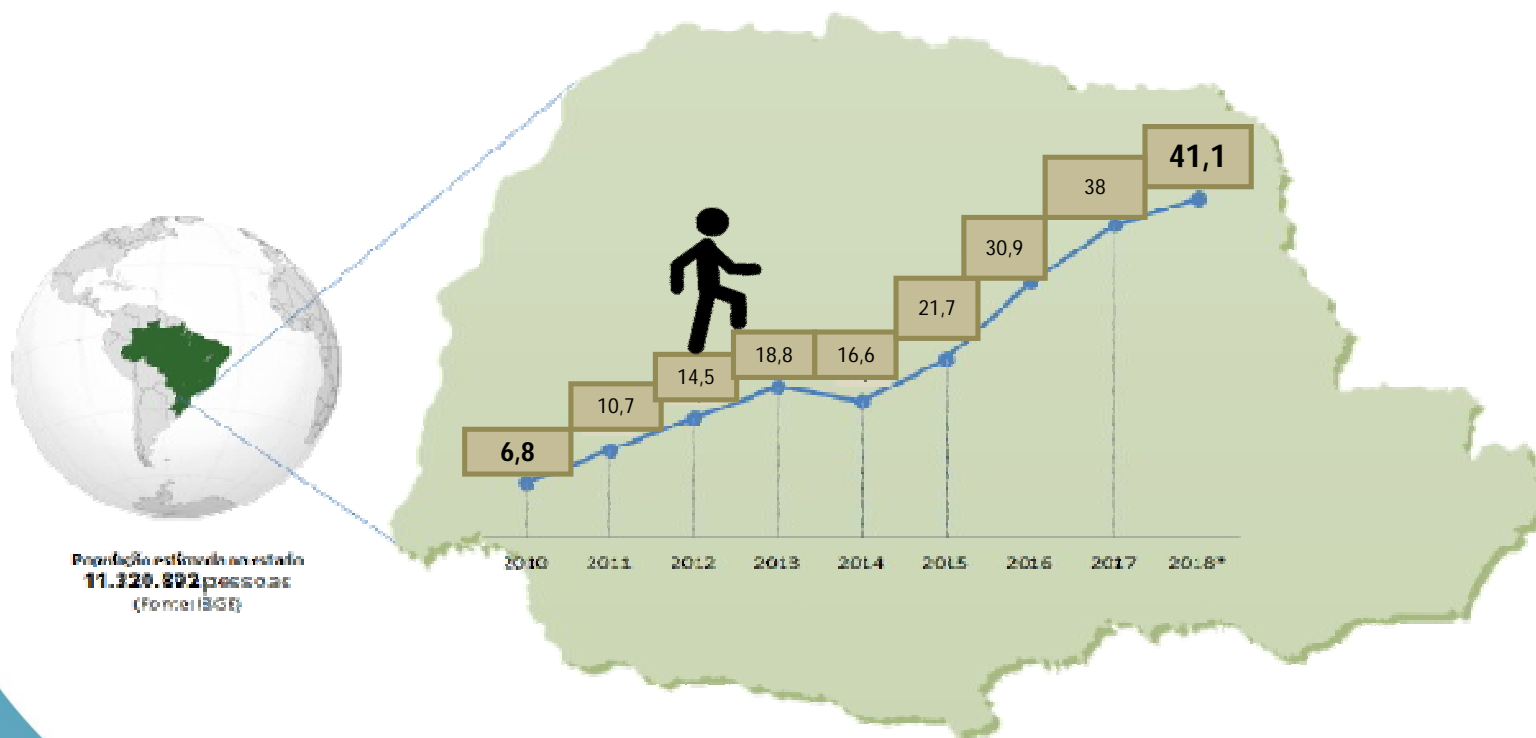 41,1
38
30,9
21,7
18,8
16,6
14,5
10,7
6,8
2010 2011 2012 2013 2014 2015 2016 2017 2018*
População estimada no estado
11.320.892 pessoas
(Fonte: IBGE)